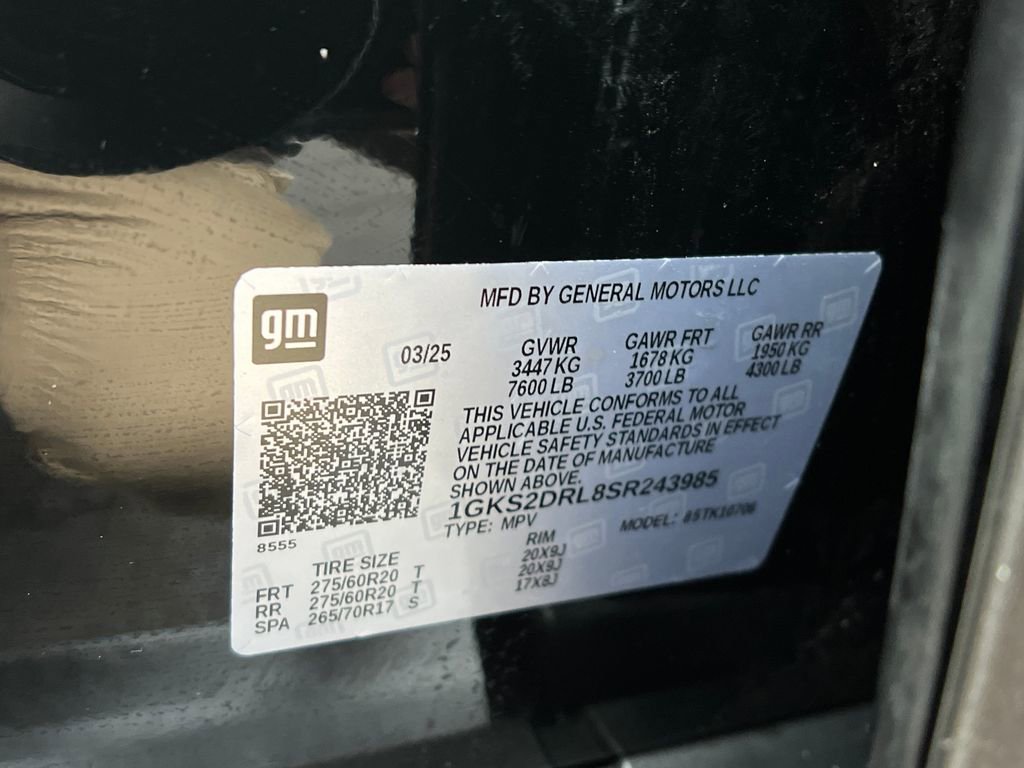 gm
MFD BY GENERAL MOTORS LLC
03/25
GVWR GAWR FRT GAWR RR
3447 KG 1678 KG 1950 KG
7600 LB 3700 LB 4300 LB
THIS VEHICLE CONFORMS TO ALL
APPLICABLE U.S. FEDERAL MOTOR
VEHICLE SAFETY STANDARDS IN EFFECT
ON THE DATE OF MANUFACTURE
SHOWN ABOVE.
1GKS2DRL8SR243985
TYPE: MPV MODEL:
8555
TIRE SIZE RIM
FRT 275/60R20 T 20X9J
RR 275/60R20 T 20X9J
SPA 265/70R17 S 17X8J